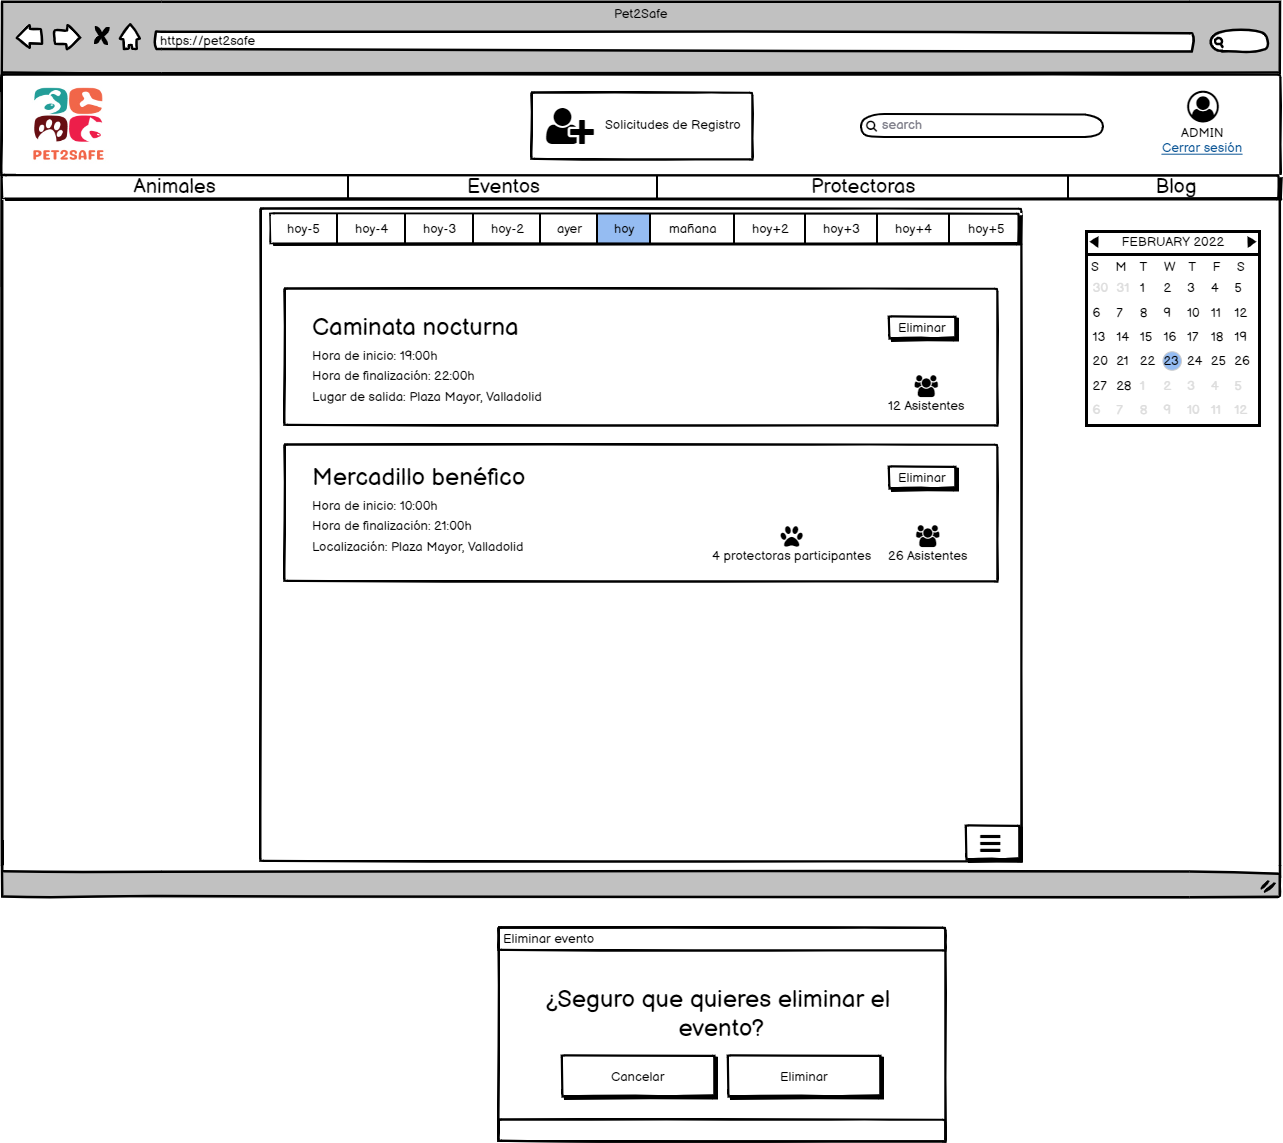 Pet2Safe
https://pet2safe
PET2SAFE
Solicitudes de Registro
search
ADMIN
Cerrar sesión
Animales
Eventos
Protectoras
Blog
hoy-5
hoy-4
hoy-3
hoy-2
ayer
hoy
mañana
hoy+2
hoy+3
hoy+4
hoy+5
Caminata nocturna
Eliminar
Hora de inicio: 19:00h
Hora de finalización: 22:00h
Lugar de salida: Plaza Mayor, Valladolid
12 Asistentes
Mercadillo benéfico
Eliminar
Hora de inicio: 10:00h
Hora de finalización: 21:00h
Localización: Plaza Mayor, Valladolid
4 protectoras participantes
26 Asistentes
FEBRUARY 2022
S M T W T F S
30 31 1 2 3 4 5
6 7 8 9 10 11 12
13 14 15 16 17 18 19
20 21 22 23 24 25 26
27 28 1 2 3 4 5
6 7 8 9 10 11 12
Eliminar evento
¿Seguro que quieres eliminar el
evento?
Cancelar
Eliminar